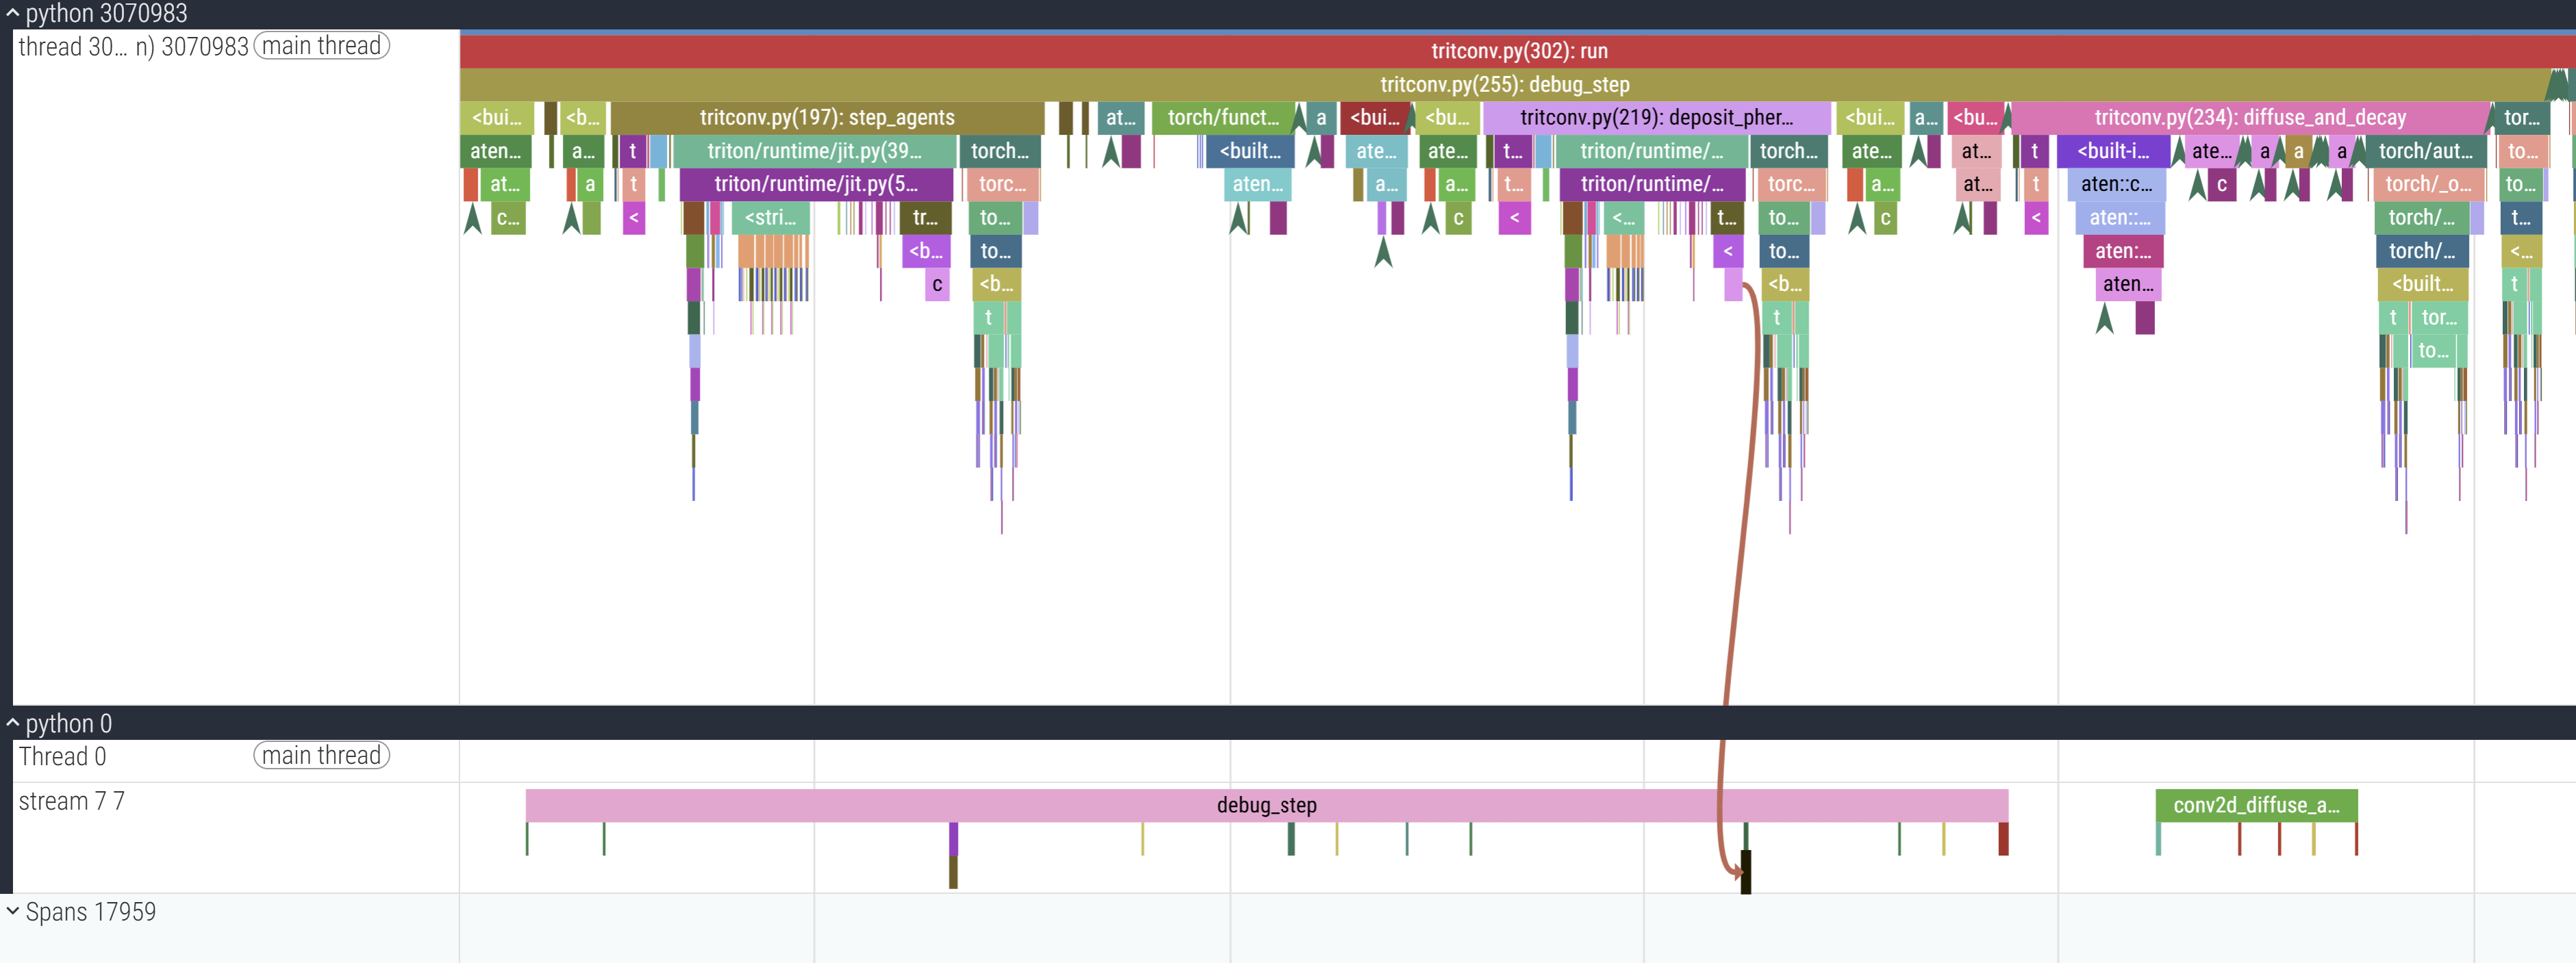 python 3070983
thread 30... n) 3070983 main thread
tritconv.py(302): run
tritconv.py(255): debug_step
<bui... <b... tritconv.py(197): step_agents at... torch/funct... a <bui... <bu... tritconv.py(219): deposit_pher... <bui... a... <bu... tritconv.py(234): diffuse_and_decay tor...
aten... a... t triton/runtime/jit.py(39... torch... <built... ate... ate... t... triton/runtime/... torch... ate... at... t <built-i... ate... a a a torch/aut... to...
at... a t triton/runtime/jit.py(5... torc... aten... a... a... t... triton/runtime/... torc... a... at... t aten::c... c torch/_o... to...
c... < <stri... tr... to... c < <... t... to... c < aten::... torch/... t...
<b... to... < to... aten:... torch/... <...
c <b... <b... aten... <built... t
t t t tor...
to...
python 0
Thread 0 main thread
stream 7 7
debug_step conv2d_diffuse_a...
Spans 17959